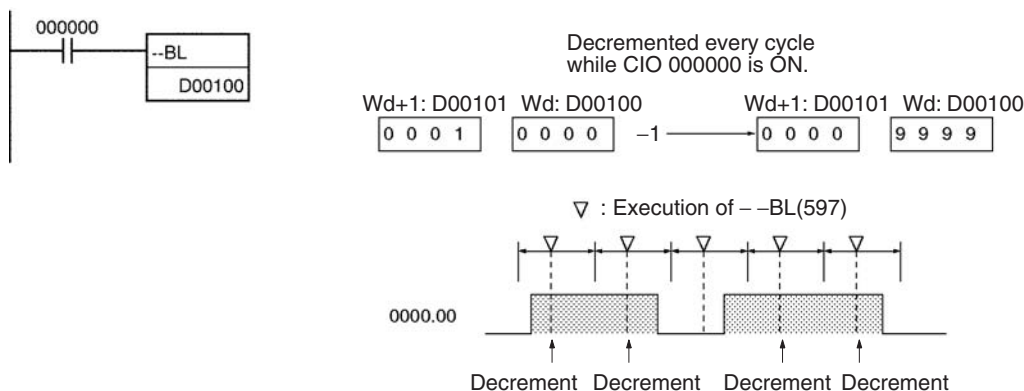 000000
--BL
D00100
Decremented every cycle
while CIO 000000 is ON.
Wd+1: D00101 Wd: D00100 Wd+1: D00101 Wd: D00100
0 0 0 1 0 0 0 0 −1 0 0 0 0 9 9 9 9
: Execution of – –BL(597)
0000.00
Decrement Decrement Decrement Decrement